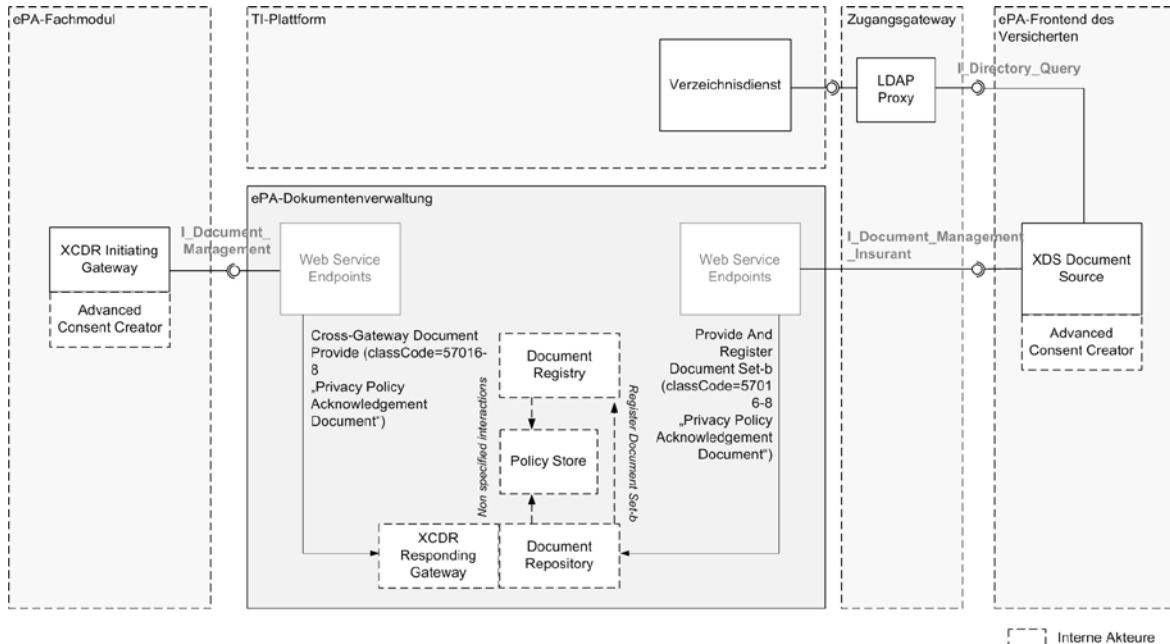 ePA-Fachmodul
TI-Plattform
Zugangsgateway
ePA-Frontend des
Versicherten
Verzeichnisdienst
LDAP
Proxy
I_Directory_Query
ePA-Dokumentenverwaltung
XCDR Initiating
Gateway
Advanced
Consent Creator
I_Document_
Management
Web Service
Endpoints
Web Service
Endpoints
I_Document_Management
_Insurant
XDS Document
Source
Advanced
Consent Creator
Cross-Gateway Document
Provide (classCode=57016-
8
„Privacy Policy
Acknowledgement
Document“)
Document
Registry
Policy Store
Non specified interactions
Register Document Set-b
Provide And
Register
Document Set-b
(classCode=5701
6-8
„Privacy Policy
Acknowledgement
Document“)
XCDR
Responding
Gateway
Document
Repository
Interne Akteure